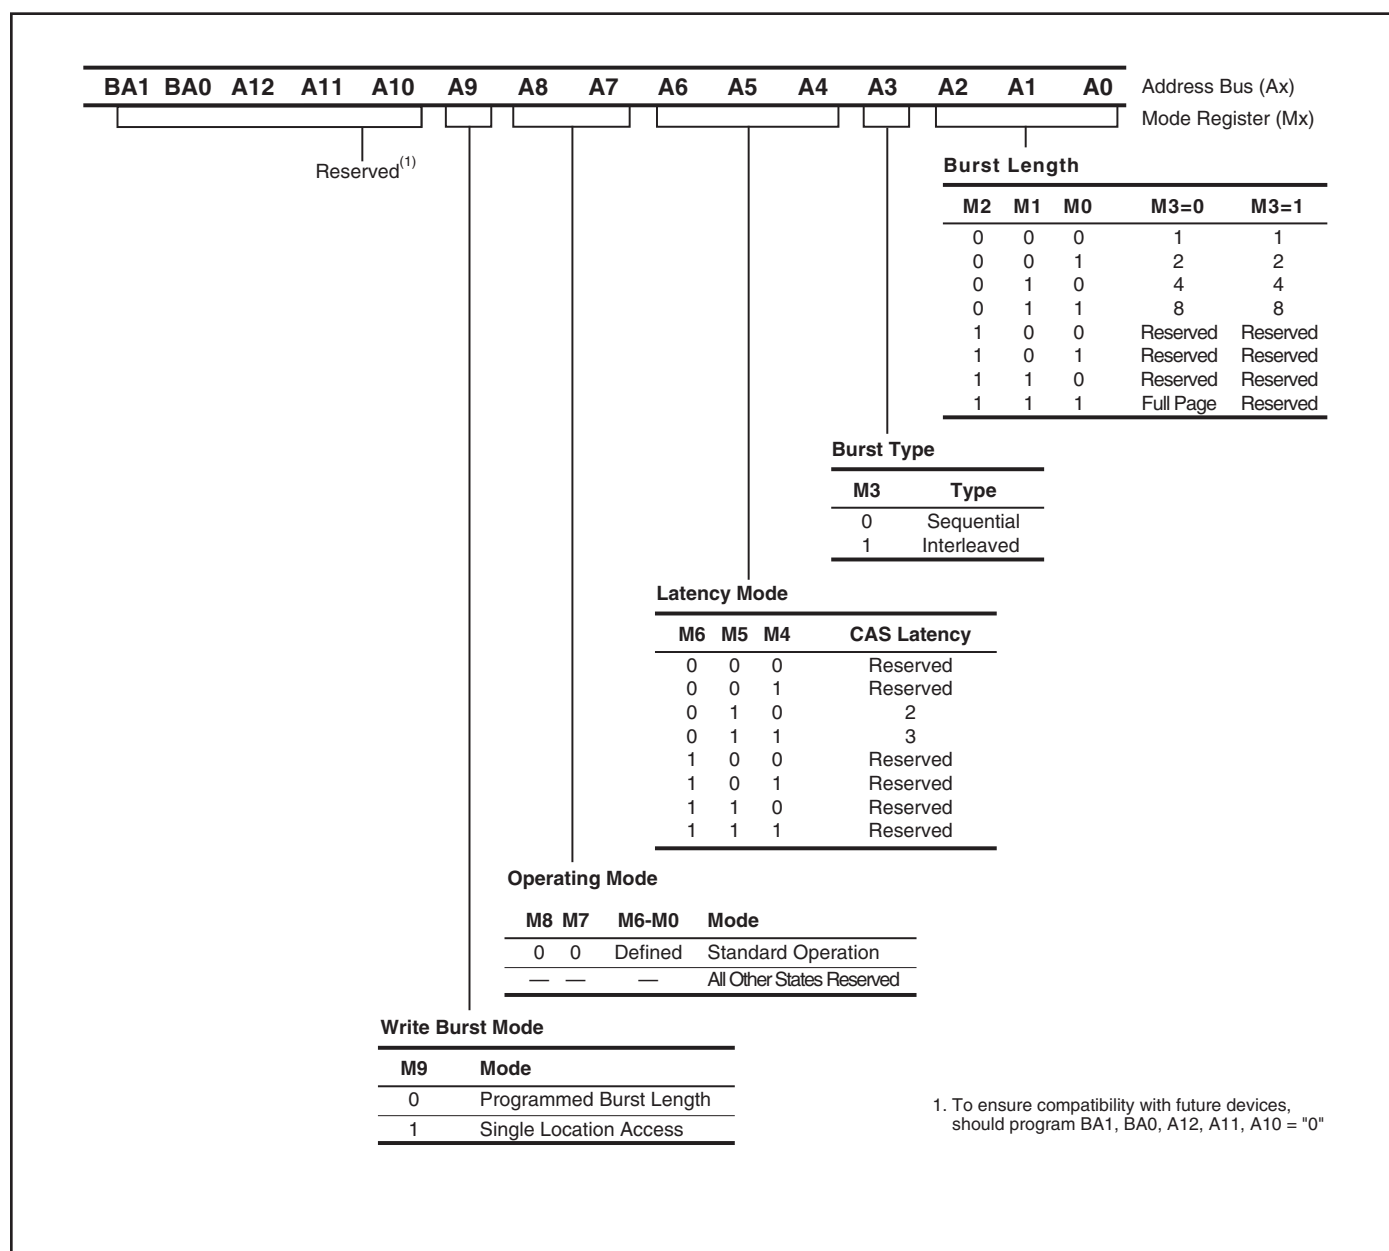 BA1 BA0 A12 A11 A10 A9 A8 A7 A6 A5 A4 A3 A2 A1 A0 Address Bus (Ax)
Mode Register (Mx)
Reserved(1)
Burst Length
M2 M1 M0 M3=0 M3=1
0 0 0 1 1
0 0 1 2 2
0 1 0 4 4
0 1 1 8 8
1 0 0 Reserved Reserved
1 0 1 Reserved Reserved
1 1 0 Reserved Reserved
1 1 1 Full Page Reserved
Burst Type
M3 Type
0 Sequential
1 Interleaved
Latency Mode
M6 M5 M4 CAS Latency
0 0 0 Reserved
0 0 1 Reserved
0 1 0 2
0 1 1 3
1 0 0 Reserved
1 0 1 Reserved
1 1 0 Reserved
1 1 1 Reserved
Operating Mode
M8 M7 M6-M0 Mode
0 0 Defined Standard Operation
— — — All Other States Reserved
Write Burst Mode
M9 Mode
0 Programmed Burst Length
1 Single Location Access
1. To ensure compatibility with future devices,
should program BA1, BA0, A12, A11, A10 = "0"